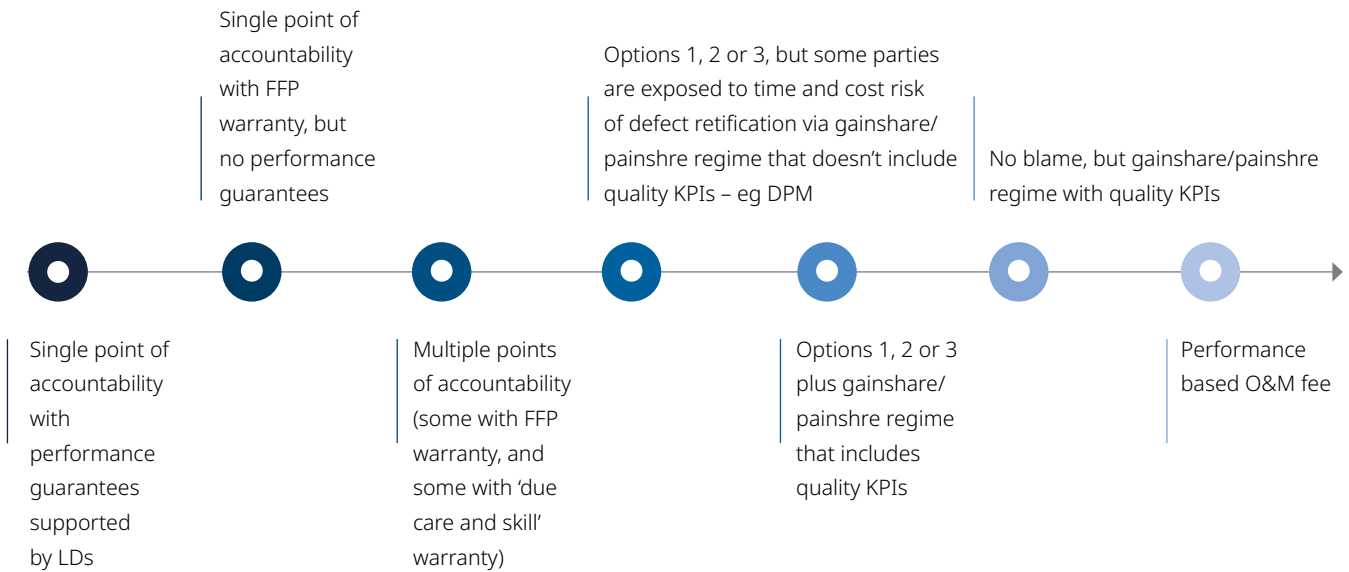 Single point of
accountability
with FFP
warranty, but
no performance
guarantees
Options 1, 2 or 3, but some parties
are exposed to time and cost risk
of defect retification via gainshare/
painshre regime that doesn’t include
quality KPIs – eg DPM
No blame, but gainshare/painshre
regime with quality KPIs
Single point of
accountability
with
performance
guarantees
supported
by LDs
Multiple points
of accountability
(some with FFP
warranty, and
some with ‘due
care and skill’
warranty)
Options 1, 2 or 3
plus gainshare/
painshre regime
that includes
quality KPIs
Performance
based O&M fee